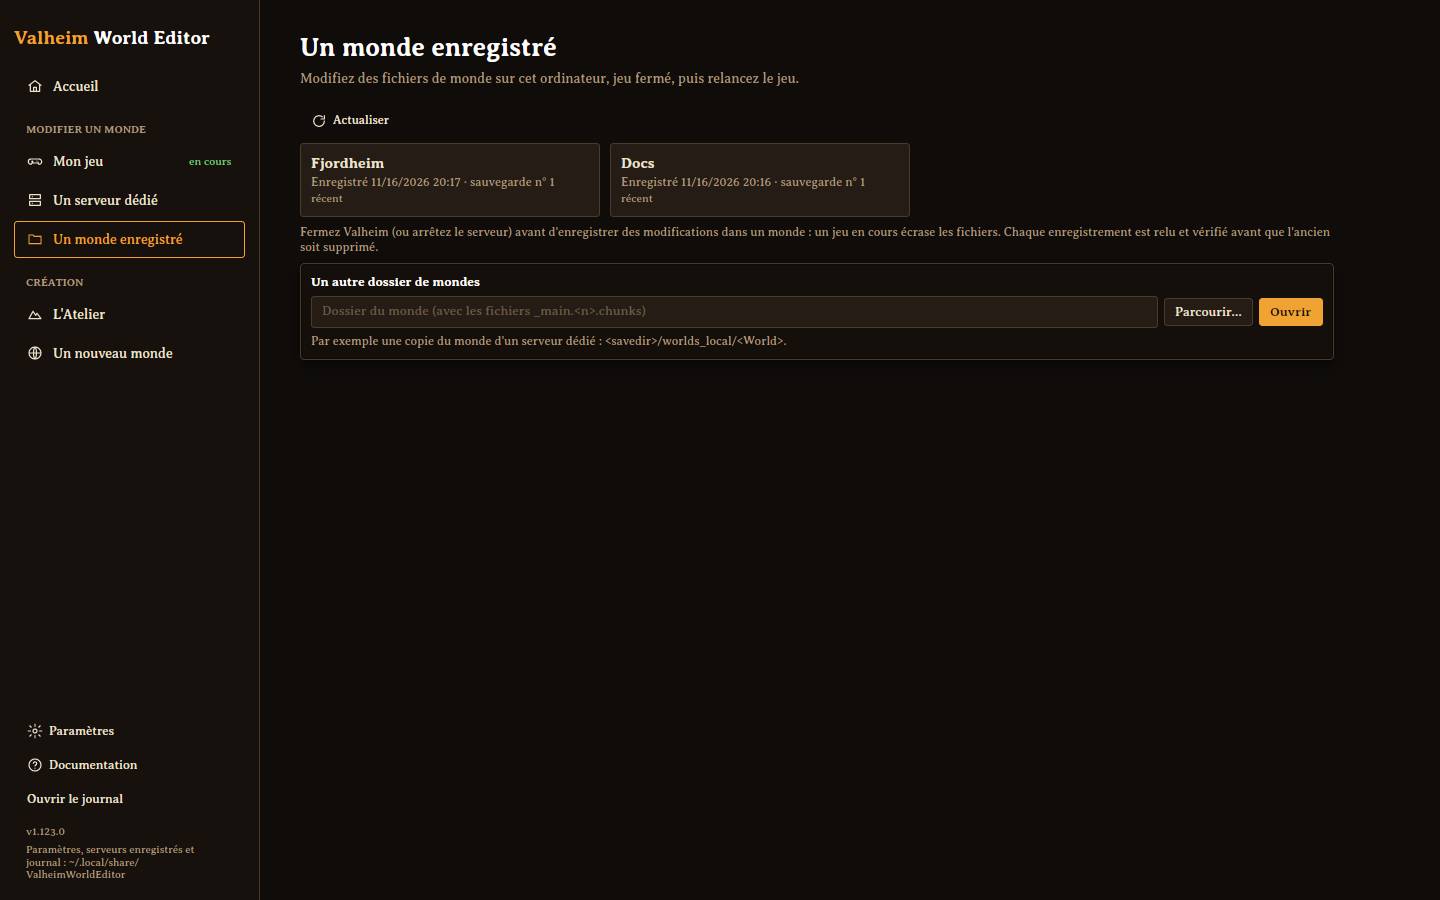 Valheim World Editor
Accueil
MODIFIER UN MONDE
Mon jeu
en cours
Un serveur dédié
Un monde enregistré
CRÉATION
L'Atelier
Un nouveau monde
Paramètres
Documentation
Ouvrir le journal
v1.123.0
Paramètres, serveurs enregistrés et
journal : ~/.local/share/
ValheimWorldEditor
Un monde enregistré
Modifiez des fichiers de monde sur cet ordinateur, jeu fermé, puis relancez le jeu.
Actualiser
Fjordheim
Enregistré 11/16/2026 20:17 · sauvegarde n° 1
récent
Docs
Enregistré 11/16/2026 20:16 · sauvegarde n° 1
récent
Fermez Valheim (ou arrêtez le serveur) avant d'enregistrer des modifications dans un monde : un jeu en cours écrase les fichiers. Chaque enregistrement est relu et vérifié avant que l'ancien
soit supprimé.
Un autre dossier de mondes
Dossier du monde (avec les fichiers _main.<n>.chunks)
Parcourir...
Ouvrir
Par exemple une copie du monde d'un serveur dédié : <savedir>/worlds_local/<World>.